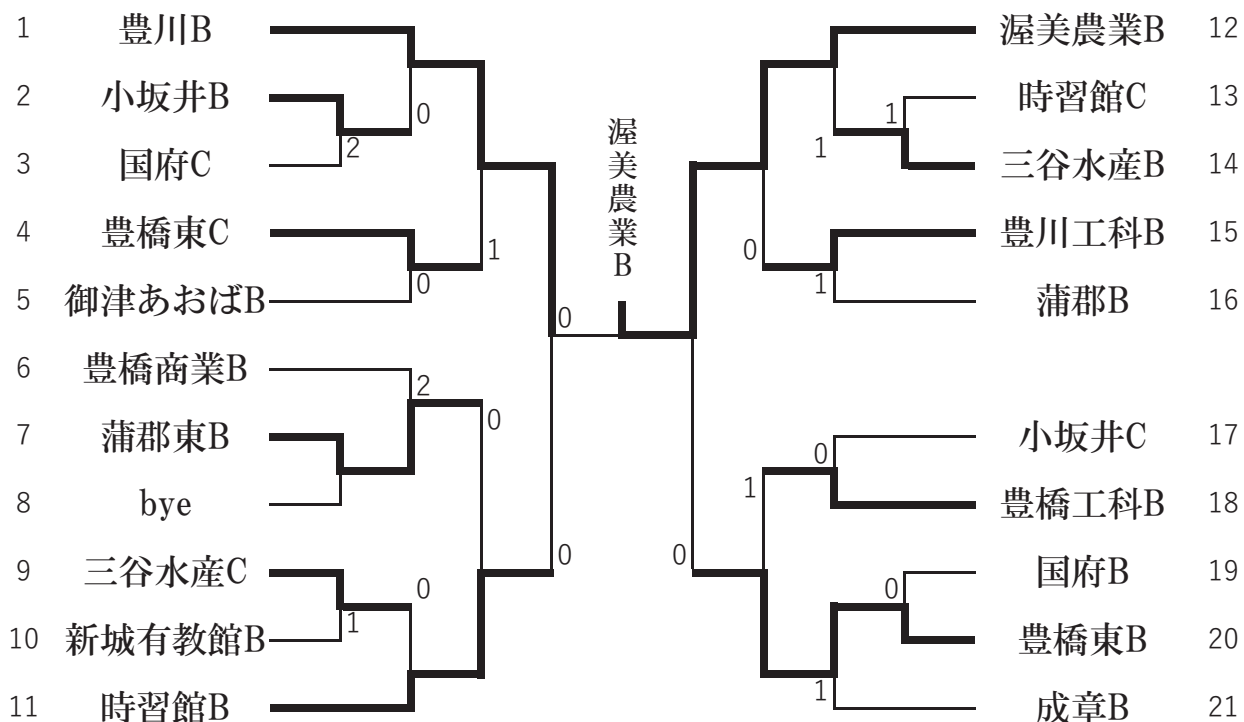 1 豊川B
2 小坂井B
0
3 国府C
2
4 豊橋東C
1
5 御津あおばB
0
0
6 豊橋商業B
2
7 蒲郡東B
0
8 bye
9 三谷水産C
0
0
10 新城有教館B
1
11 時習館B
渥美農業B
渥美農業B 12
時習館C 13
1
1
三谷水産B 14
豊川工科B 15
0
1
蒲郡B 16
小坂井C 17
0
1
豊橋工科B 18
0
国府B 19
0
豊橋東B 20
1
成章B 21